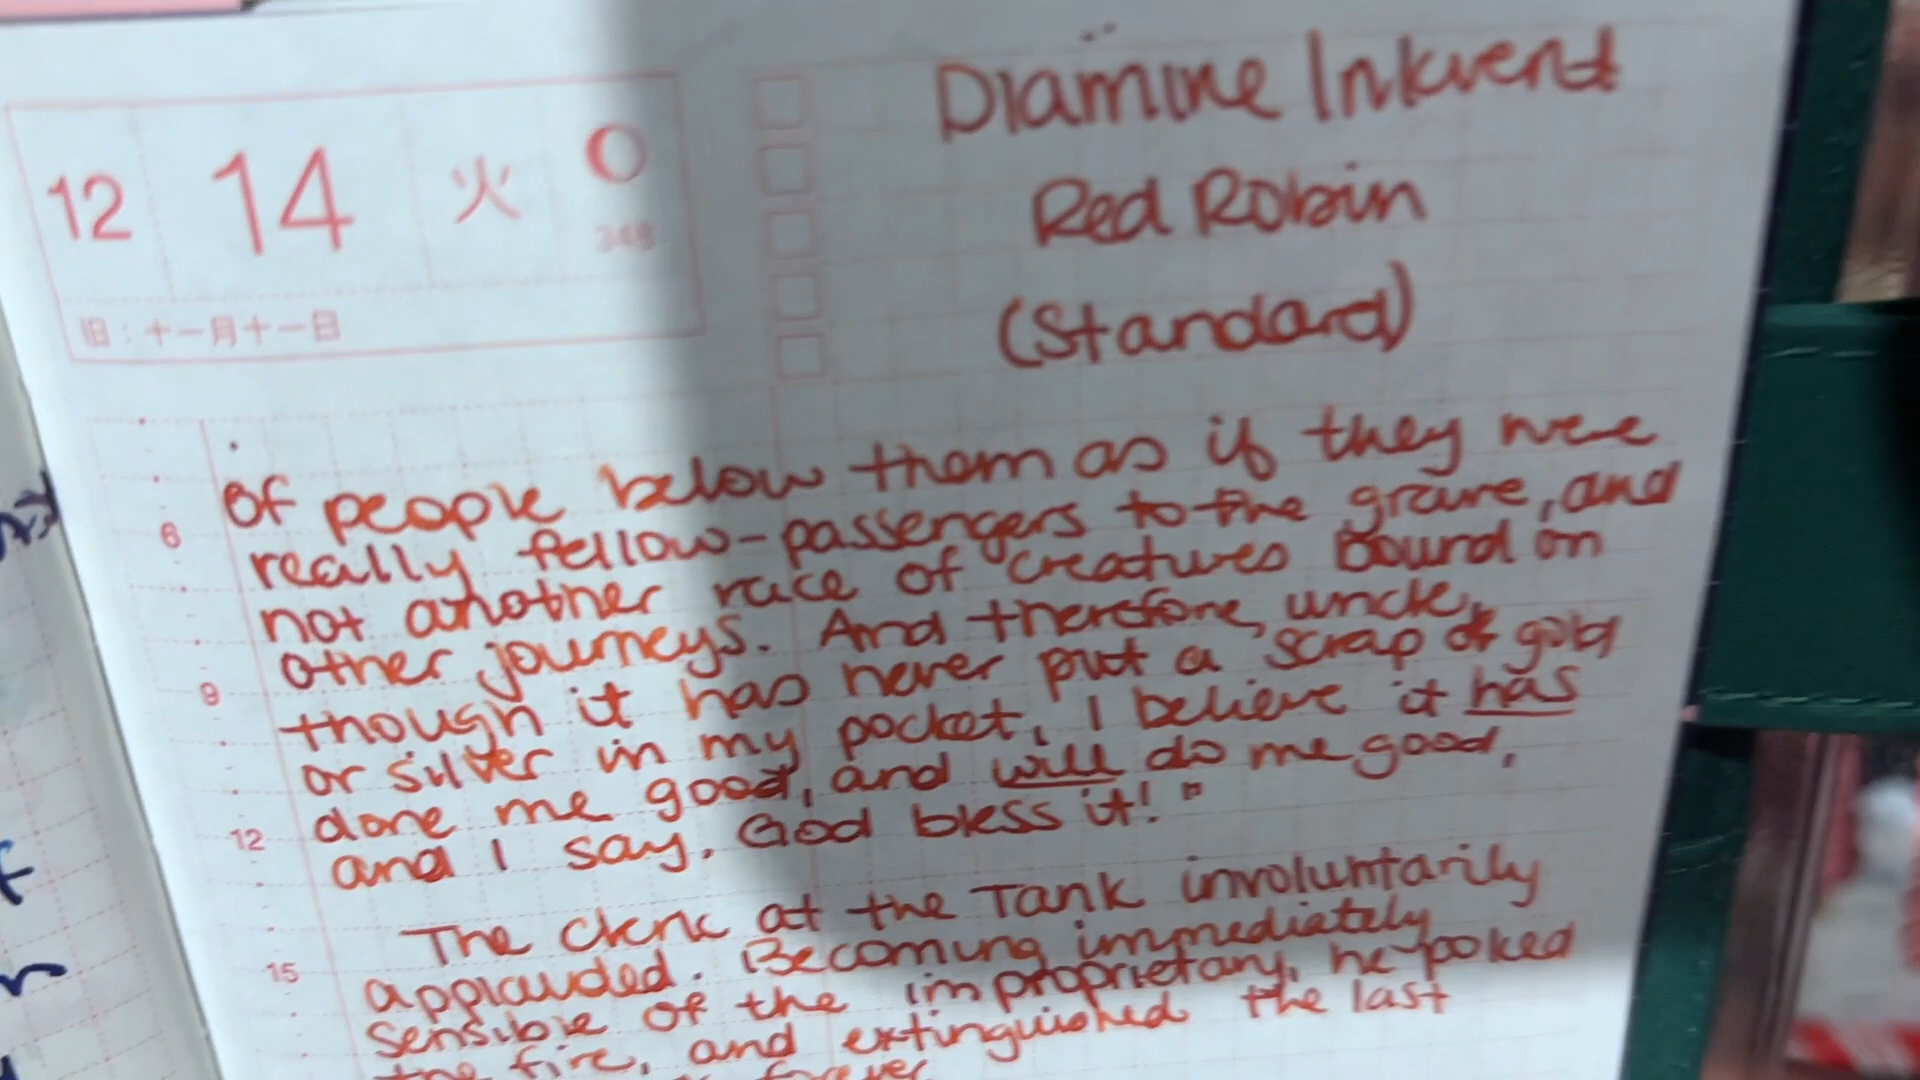 12 14 火
348
旧：十一月十一日
Diamine Inkvent
Red Robin
(Standard)
of people below them as if they were
really fellow-passengers to the grave, and
not another race of creatures bound on
other journeys. And therefore, uncle,
though it has never put a scrap of gold
or silver in my pocket, I believe it has
done me good, and will do me good,
and I say, God bless it!"
The clerk at the Tank involuntarily
applauded. Becoming immediately
sensible of the improprietary, he poked
the fire, and extinguished the last
forever
6
9
12
15